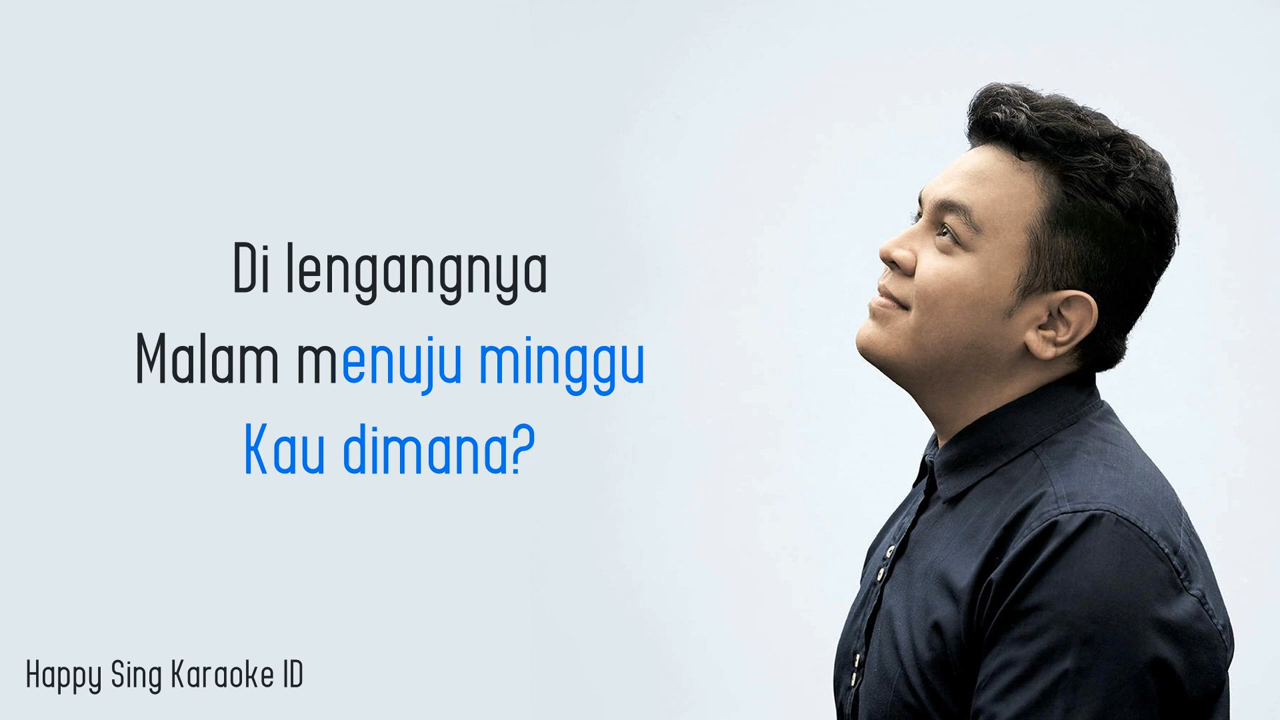 Di lengangnya
Malam menuju minggu
Kau dimana?
Happy Sing Karaoke ID